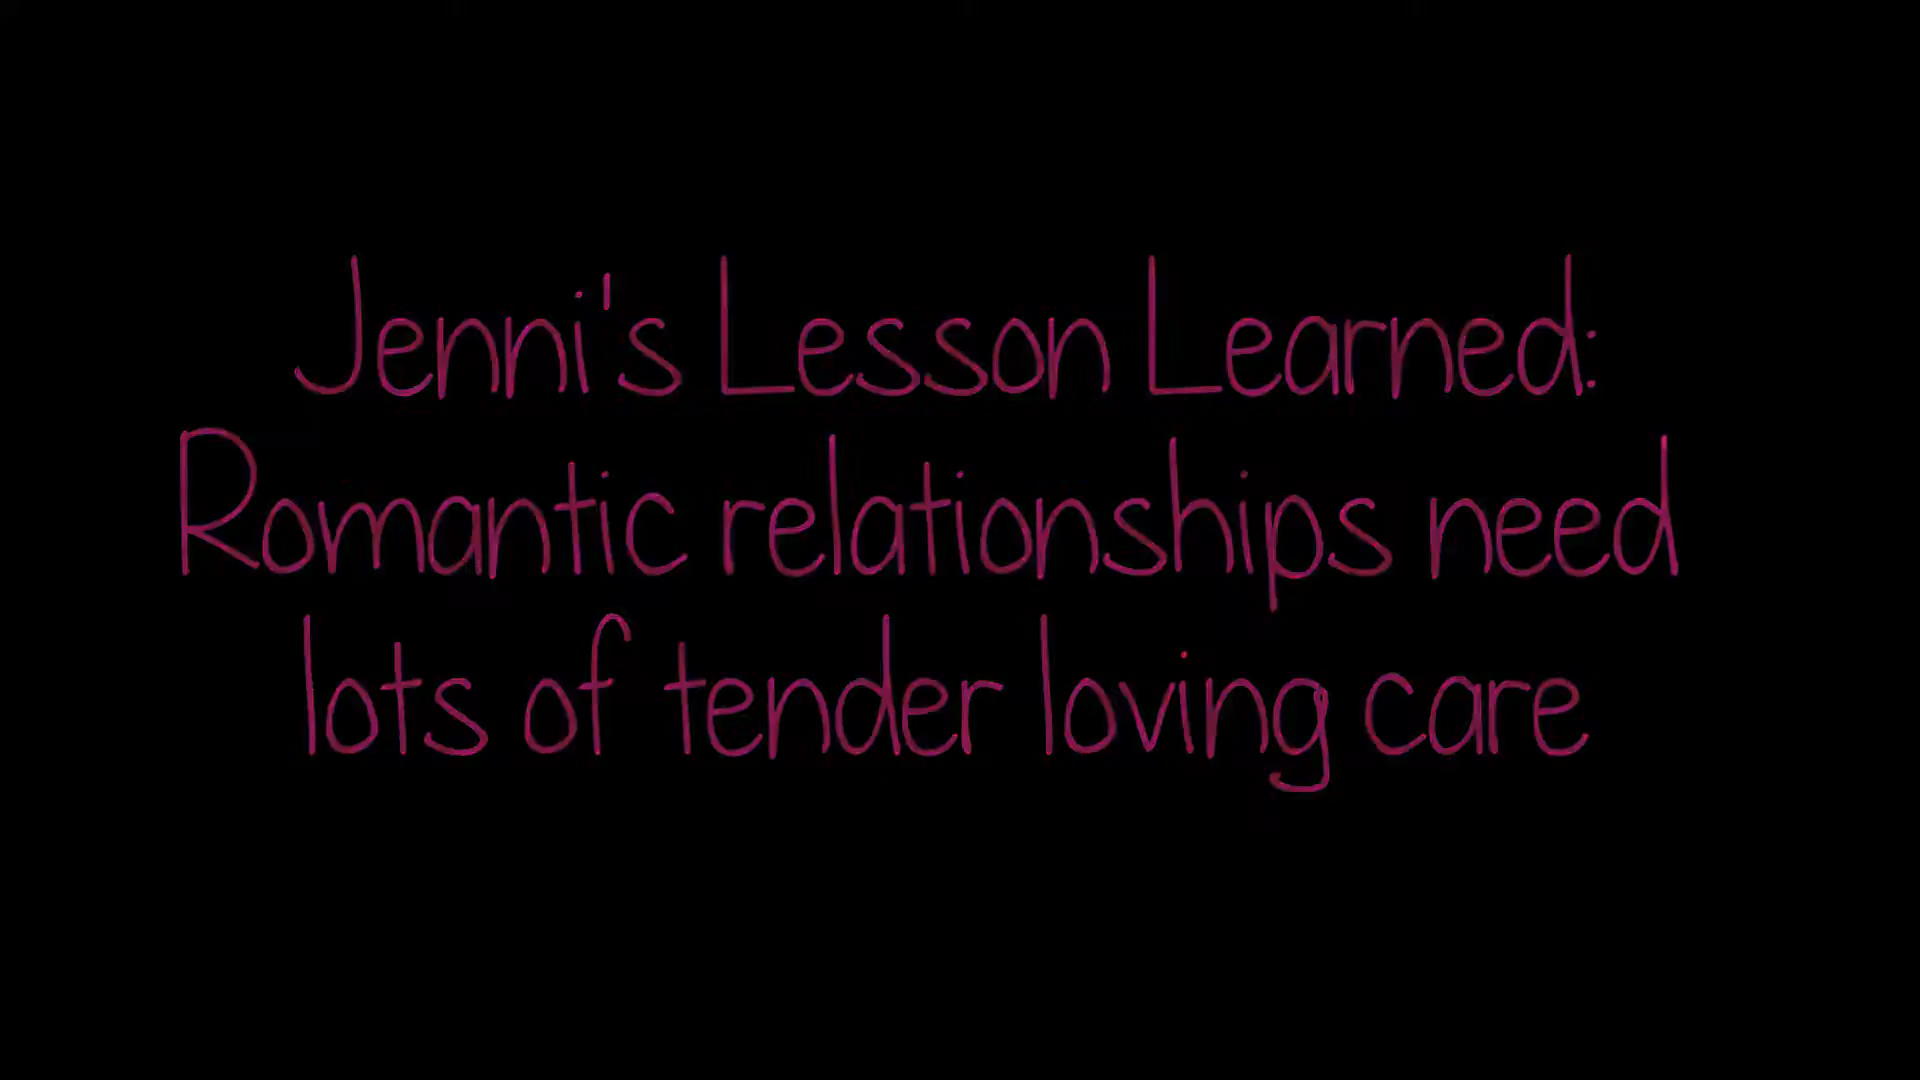 Jenni's Lesson Learned:
Romantic relationships need
lots of tender loving care